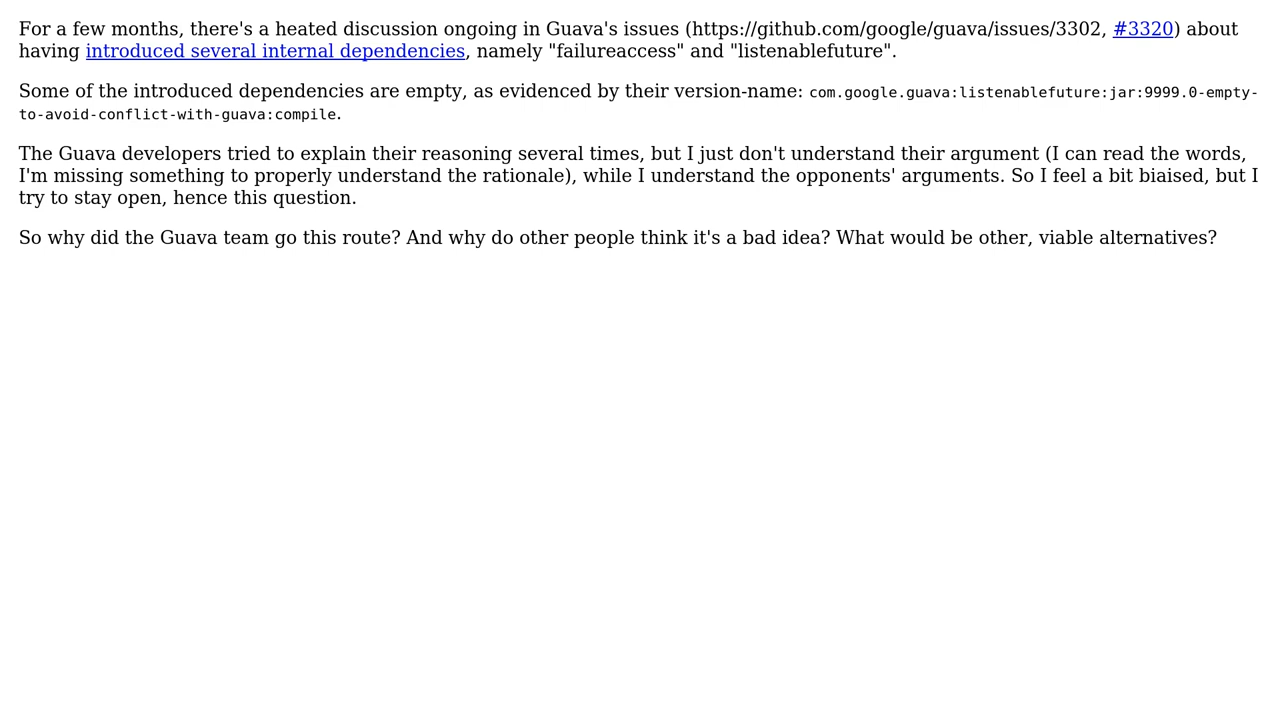 For a few months, there's a heated discussion ongoing in Guava's issues (https://github.com/google/guava/issues/3302, #3320) about
having introduced several internal dependencies, namely "failureaccess" and "listenablefuture".
Some of the introduced dependencies are empty, as evidenced by their version-name: com.google.guava:listenablefuture:jar:9999.0-empty-
to-avoid-conflict-with-guava:compile.
The Guava developers tried to explain their reasoning several times, but I just don't understand their argument (I can read the words,
I'm missing something to properly understand the rationale), while I understand the opponents' arguments. So I feel a bit biaised, but I
try to stay open, hence this question.
So why did the Guava team go this route? And why do other people think it's a bad idea? What would be other, viable alternatives?